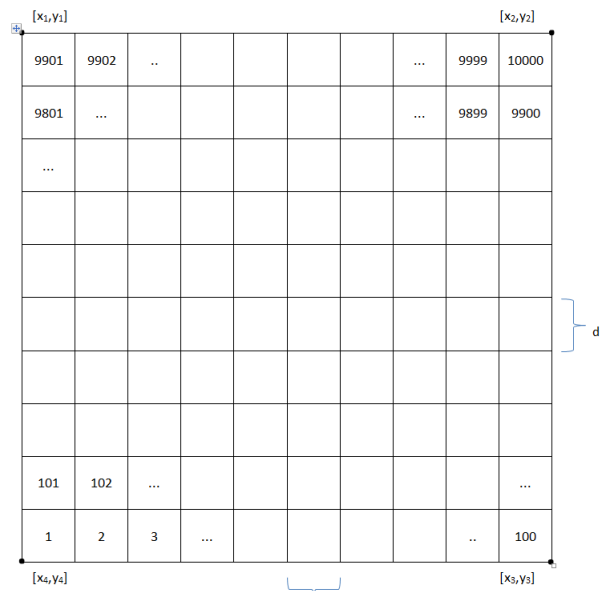 [x₁,y₁] [x₂,y₂]
9901 9902 .. ... 9999 10000
9801 ... ... 9899 9900
...
d
101 102 ... ...
1 2 3 ... .. 100
[x₄,y₄] [x₃,y₃]